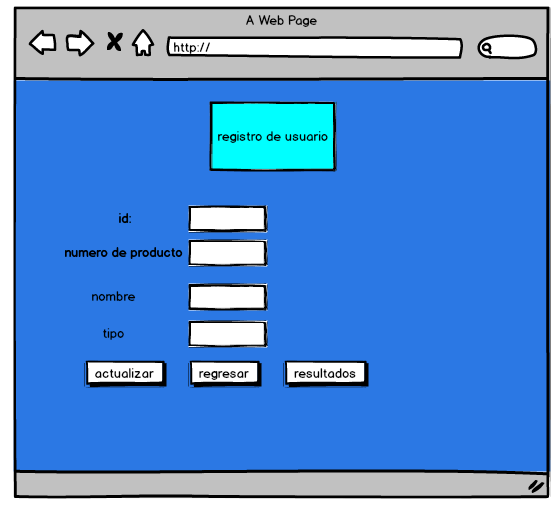 A Web Page
http://
registro de usuario
id:
numero de producto
nombre
tipo
actualizar
regresar
resultados